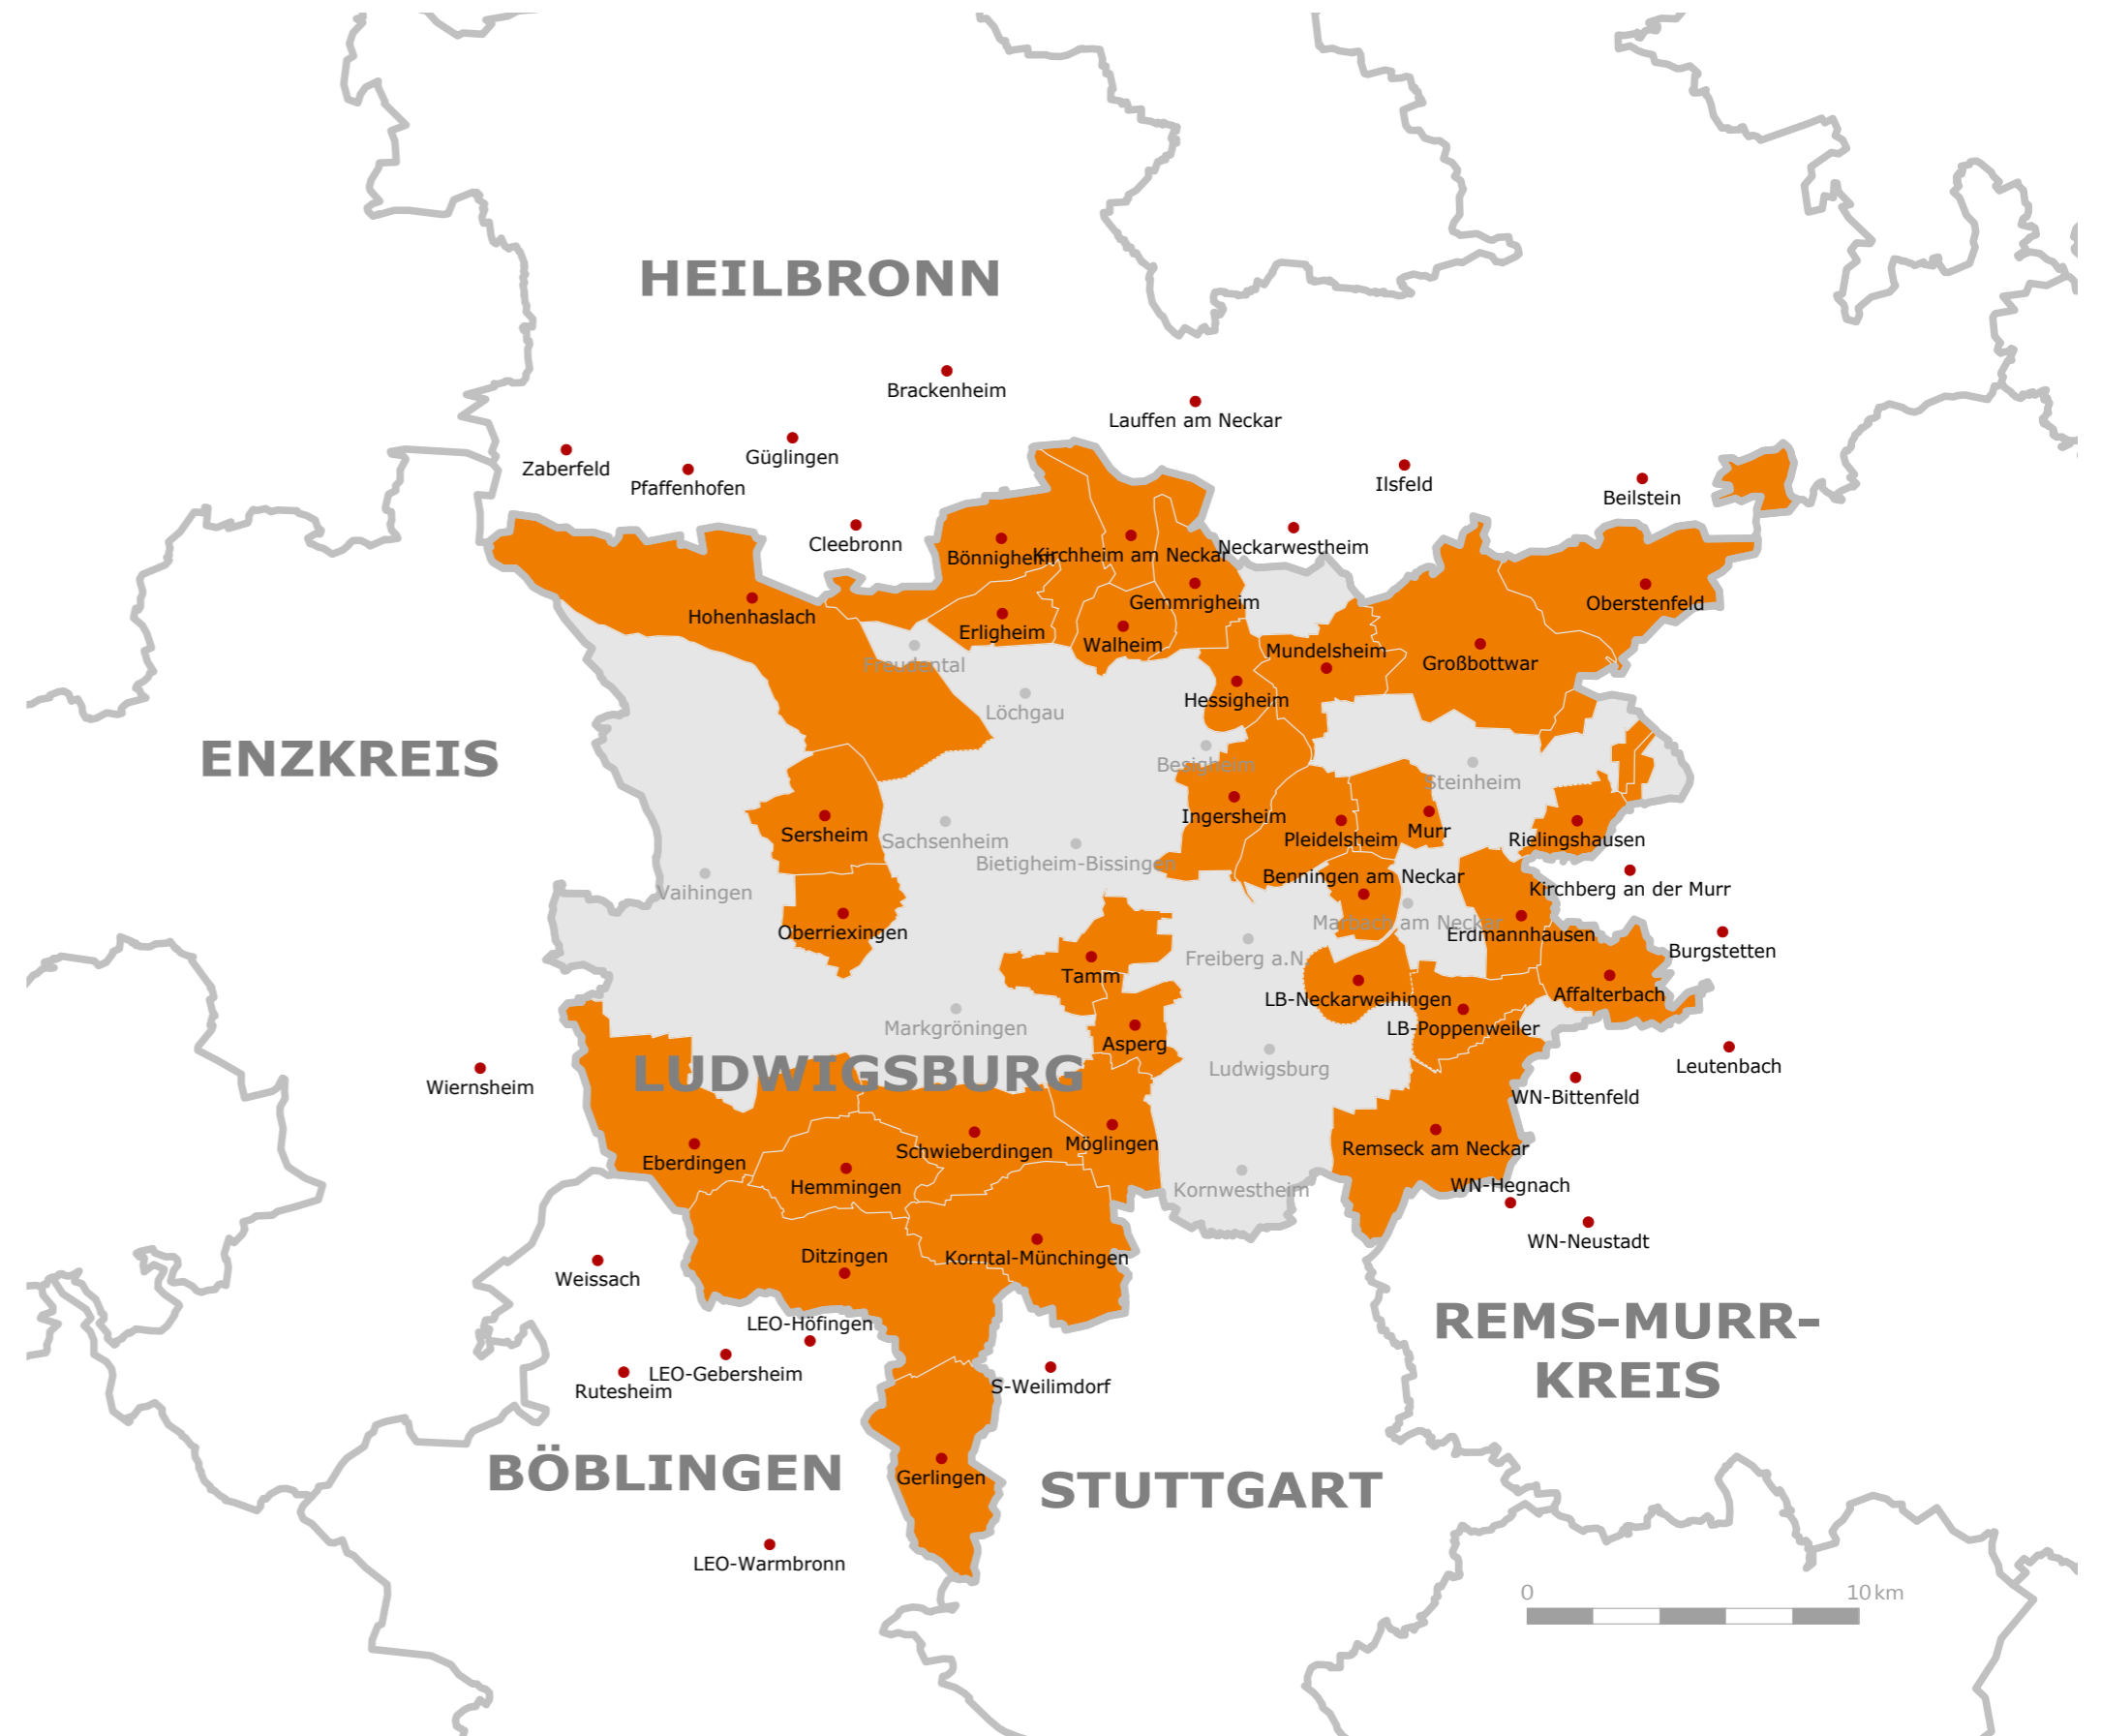 HEILBRONN
Brackenheim
Lauffen am Neckar
Güglingen
Zaberfeld
Pfaffenhofen
Ilsfeld
Beilstein
Cleebronn
Neckarwestheim
Bönnigheim
Kirchheim am Neckar
Gemmrigheim
Oberstenfeld
Hohenhaslach
Erligheim
Walheim
Mundelsheim
Großbottwar
Freudental
Hessigheim
Löchgau
ENZKREIS
Besigheim
Steinheim
Ingersheim
Sersheim
Sachsenheim
Pleidelsheim
Murr
Rielingshausen
Bietigheim-Bissingen
Benningen am Neckar
Vaihingen
Kirchberg an der Murr
Marbach am Neckar
Oberriexingen
Erdmannhausen
Burgstetten
Freiberg a.N.
Tamm
Affalterbach
LB-Neckarweihingen
Markgröningen
LB-Poppenweiler
Asperg
LUDWIGSBURG
Ludwigsburg
Leutenbach
Wiernsheim
WN-Bittenfeld
Möglingen
Schwieberdingen
Remseck am Neckar
Eberdingen
Hemmingen
Kornwestheim
WN-Hegnach
WN-Neustadt
Ditzingen
Korntal-Münchingen
Weissach
LEO-Höfingen
REMS-MURR-
KREIS
LEO-Gebersheim
Rutesheim
S-Weilimdorf
BÖBLINGEN
Gerlingen
STUTTGART
LEO-Warmbronn
0 10 km